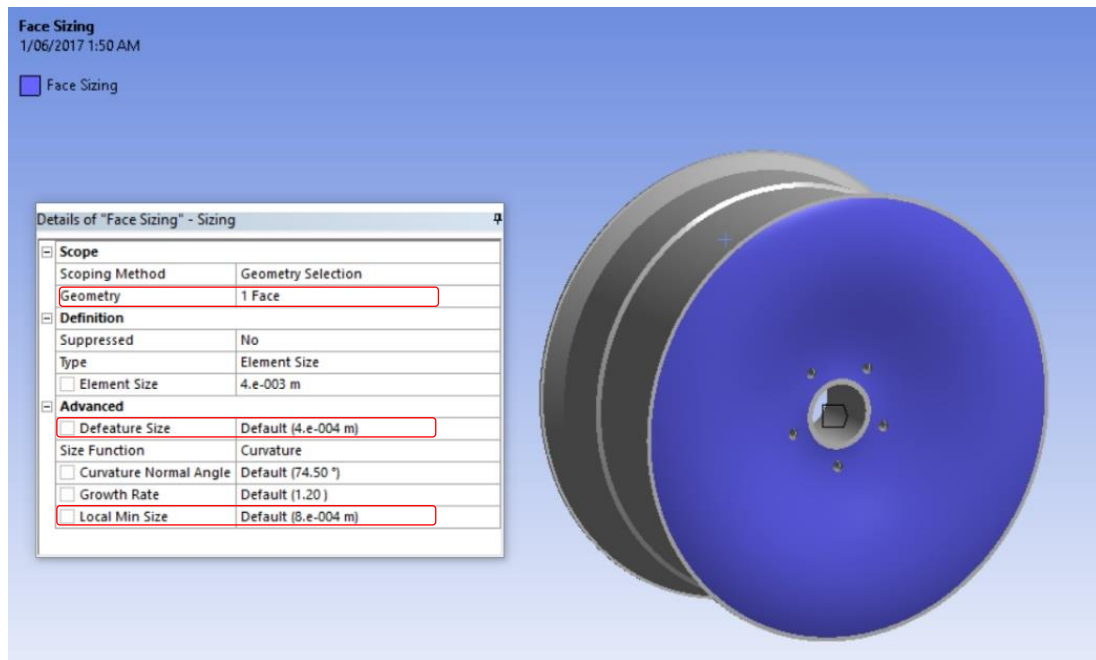 Face Sizing
1/06/2017 1:50 AM
Face Sizing
Details of "Face Sizing" - Sizing
Scope
Scoping Method Geometry Selection
Geometry 1 Face
Definition
Suppressed No
Type Element Size
Element Size 4.e-003 m
Advanced
Defeature Size Default (4.e-004 m)
Size Function Curvature
Curvature Normal Angle Default (74.50 °)
Growth Rate Default (1.20 )
Local Min Size Default (8.e-004 m)